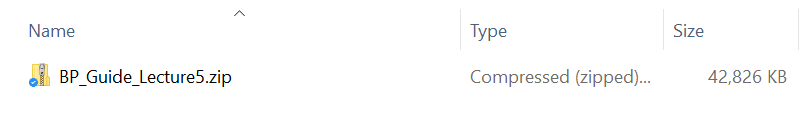 Name Type Size
BP_Guide_Lecture5.zip Compressed (zipped)... 42,826 KB